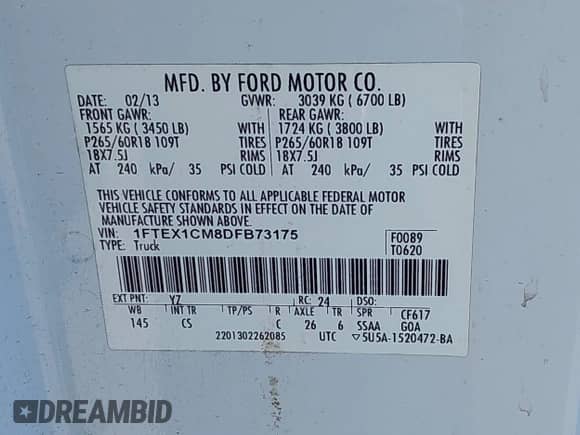 MFD. BY FORD MOTOR CO.
DATE: 02/13 GVWR: 3039 KG ( 6700 LB)
FRONT GAWR: REAR GAWR:
1565 KG ( 3450 LB) WITH 1724 KG ( 3800 LB) WITH
P265/60R18 109T TIRES P265/60R18 109T TIRES
18X7.5J RIMS 18X7.5J RIMS
AT 240 kPa/ 35 PSI COLD AT 240 kPa/ 35 PSI COLD
THIS VEHICLE CONFORMS TO ALL APPLICABLE FEDERAL MOTOR
VEHICLE SAFETY STANDARDS IN EFFECT ON THE DATE OF
MANUFACTURE SHOWN ABOVE.
VIN: 1FTEX1CM8DFB73175 F0089
TYPE: Truck T0620
EXT PNT: YZ RC: 24 DSO:
WB INT TR TP/PS R AXLE TR SPR CF617
145 CS C 26 6 SSAA GOA
2201302262085 UTC ▽5U5A-1520472-BA
DREAMBID